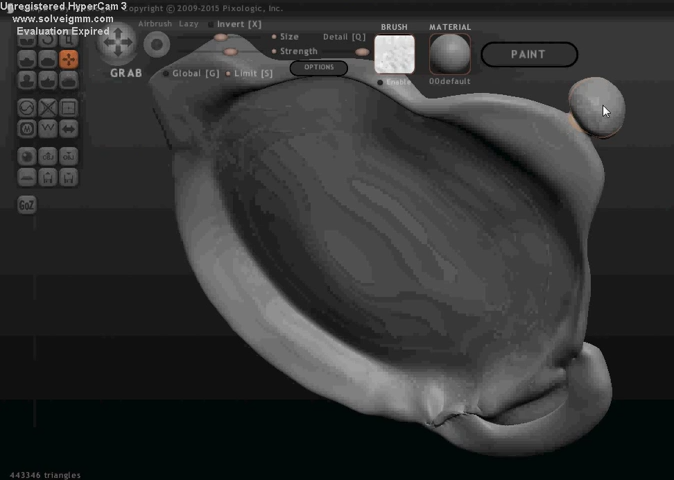 Unregistered HyperCam 3
www.solveigmm.com
Evaluation Expired
Copyright © 2009-2015 Pixologic, Inc.
Airbrush Lazy Invert [X]
Size Detail [Q]
Strength
GRAB
Global [G] Limit [S]
OPTIONS
BRUSH
Enable
MATERIAL
00default
PAINT
M
GoZ
443346 triangles